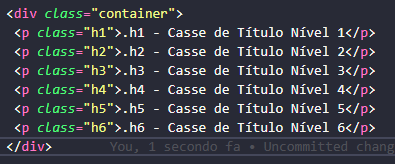 <div class="container">
<p class="h1">.h1 - Casse de Título Nível 1</p>
<p class="h2">.h2 - Casse de Título Nível 2</p>
<p class="h3">.h3 - Casse de Título Nível 3</p>
<p class="h4">.h4 - Casse de Título Nível 4</p>
<p class="h5">.h5 - Casse de Título Nível 5</p>
<p class="h6">.h6 - Casse de Título Nível 6</p>
</div> You, 1 secondo fa • Uncommitted chang